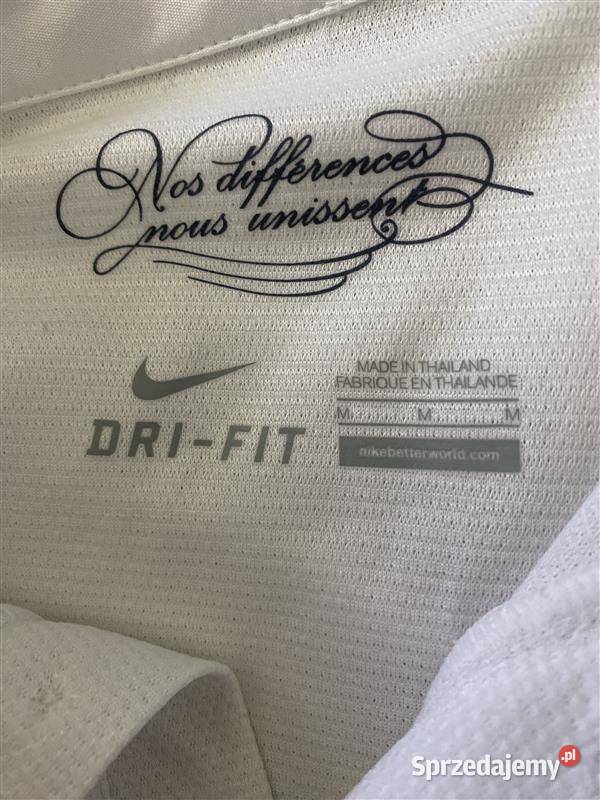 Nos différences
nous unissent
DRI-FIT
MADE IN THAILAND
FABRIQUE EN THAILANDE
M M M
nikebetterworld.com
Sprzedajemy.pl